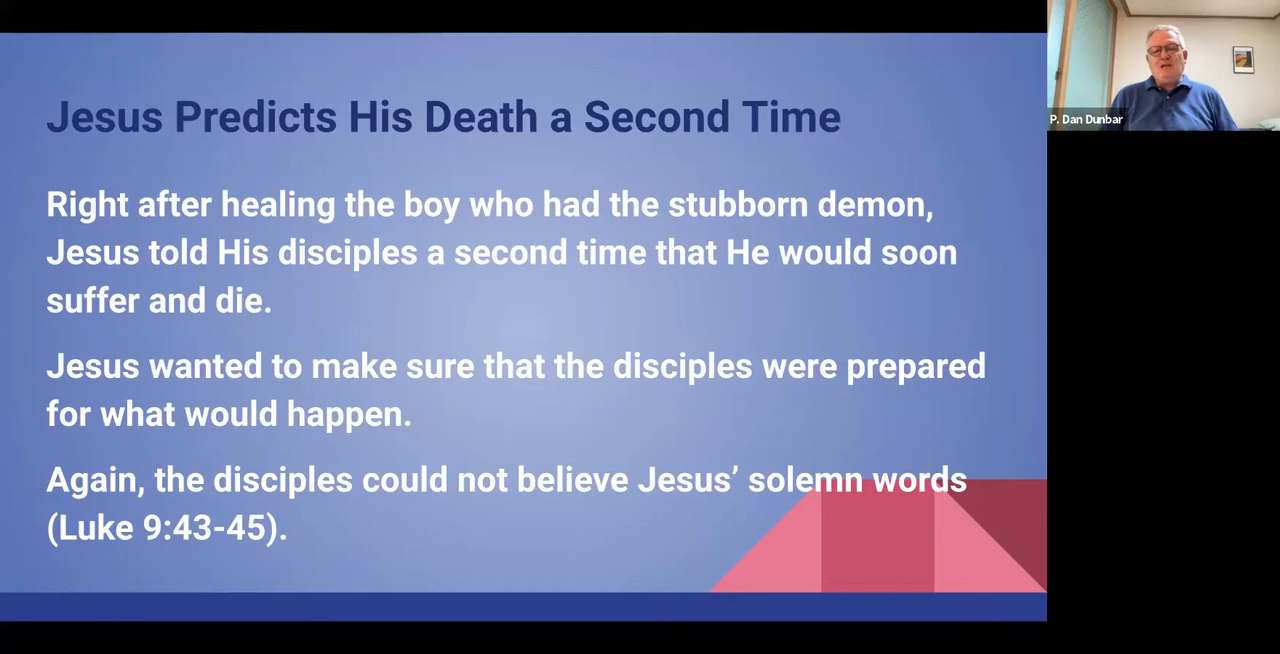 Jesus Predicts His Death a Second Time
Right after healing the boy who had the stubborn demon,
Jesus told His disciples a second time that He would soon
suffer and die.
Jesus wanted to make sure that the disciples were prepared
for what would happen.
Again, the disciples could not believe Jesus’ solemn words
(Luke 9:43-45).
P. Dan Dunbar